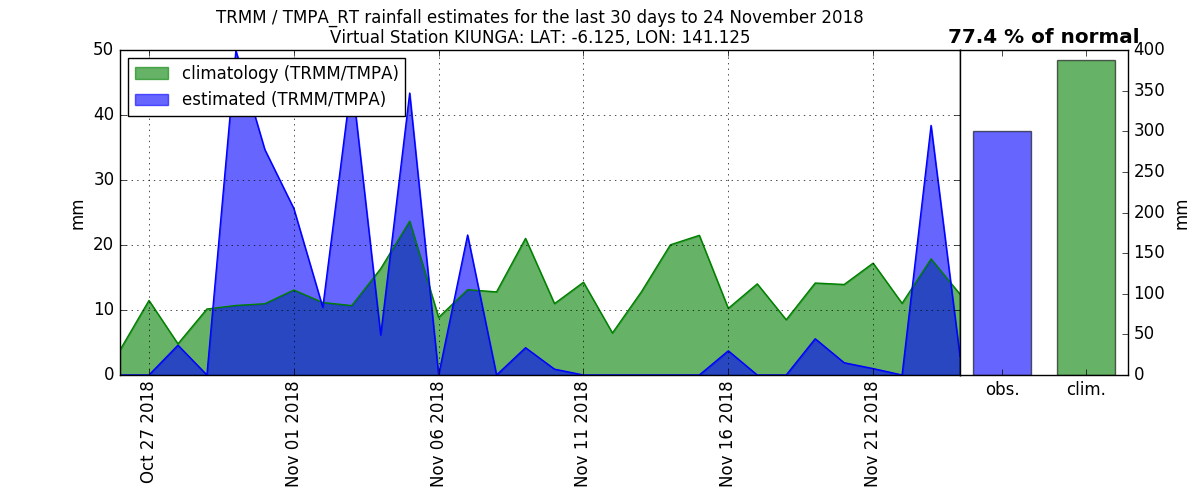 TRMM / TMPA_RT rainfall estimates for the last 30 days to 24 November 2018
Virtual Station KIUNGA: LAT: -6.125, LON: 141.125
77.4 % of normal
climatology (TRMM/TMPA)
estimated (TRMM/TMPA)
50
40
30
20
10
0
mm
Oct 27 2018
Nov 01 2018
Nov 06 2018
Nov 11 2018
Nov 16 2018
Nov 21 2018
400
350
300
250
200
150
100
50
0
mm
obs.
clim.